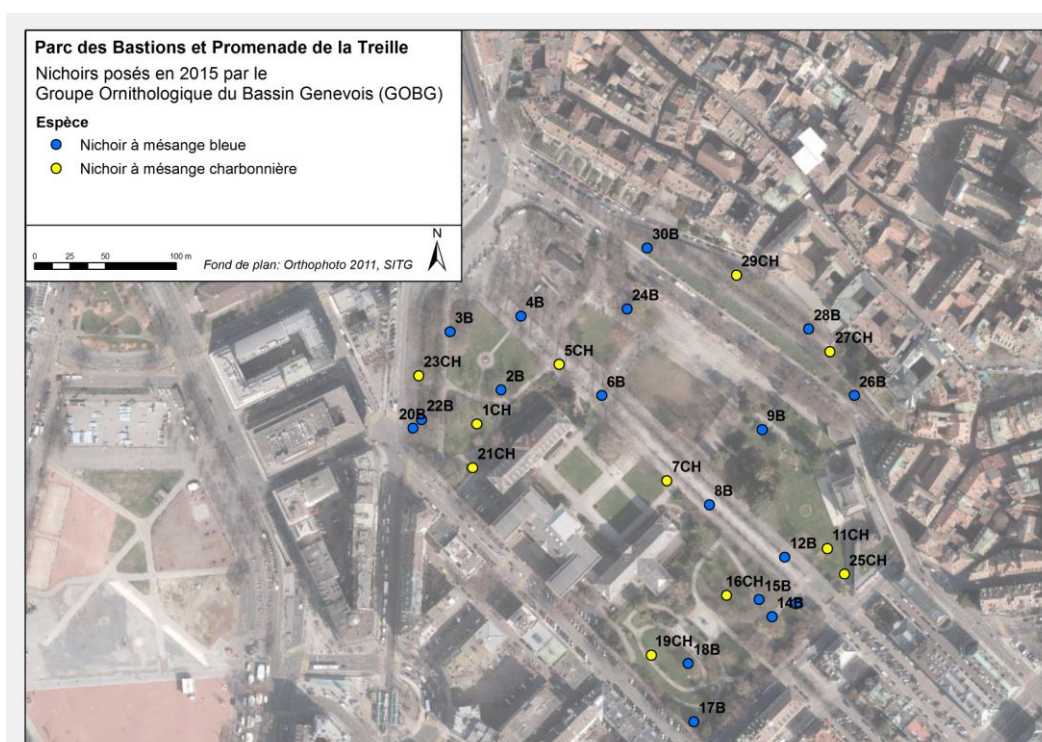 Parc des Bastions et Promenade de la Treille
Nichoirs posés en 2015 par le
Groupe Ornithologique du Bassin Genevois (GOBG)
Espèce
Nichoir à mésange bleue
Nichoir à mésange charbonnière
N
0 25 50 100 m
Fond de plan: Orthophoto 2011, SITG
30B
29CH
24B
4B
3B
28B
27CH
5CH
23CH
2B
6B
26B
22B
20B
1CH
9B
21CH
7CH
8B
11CH
12B
25CH
16CH
15B
14B
19CH
18B
17B